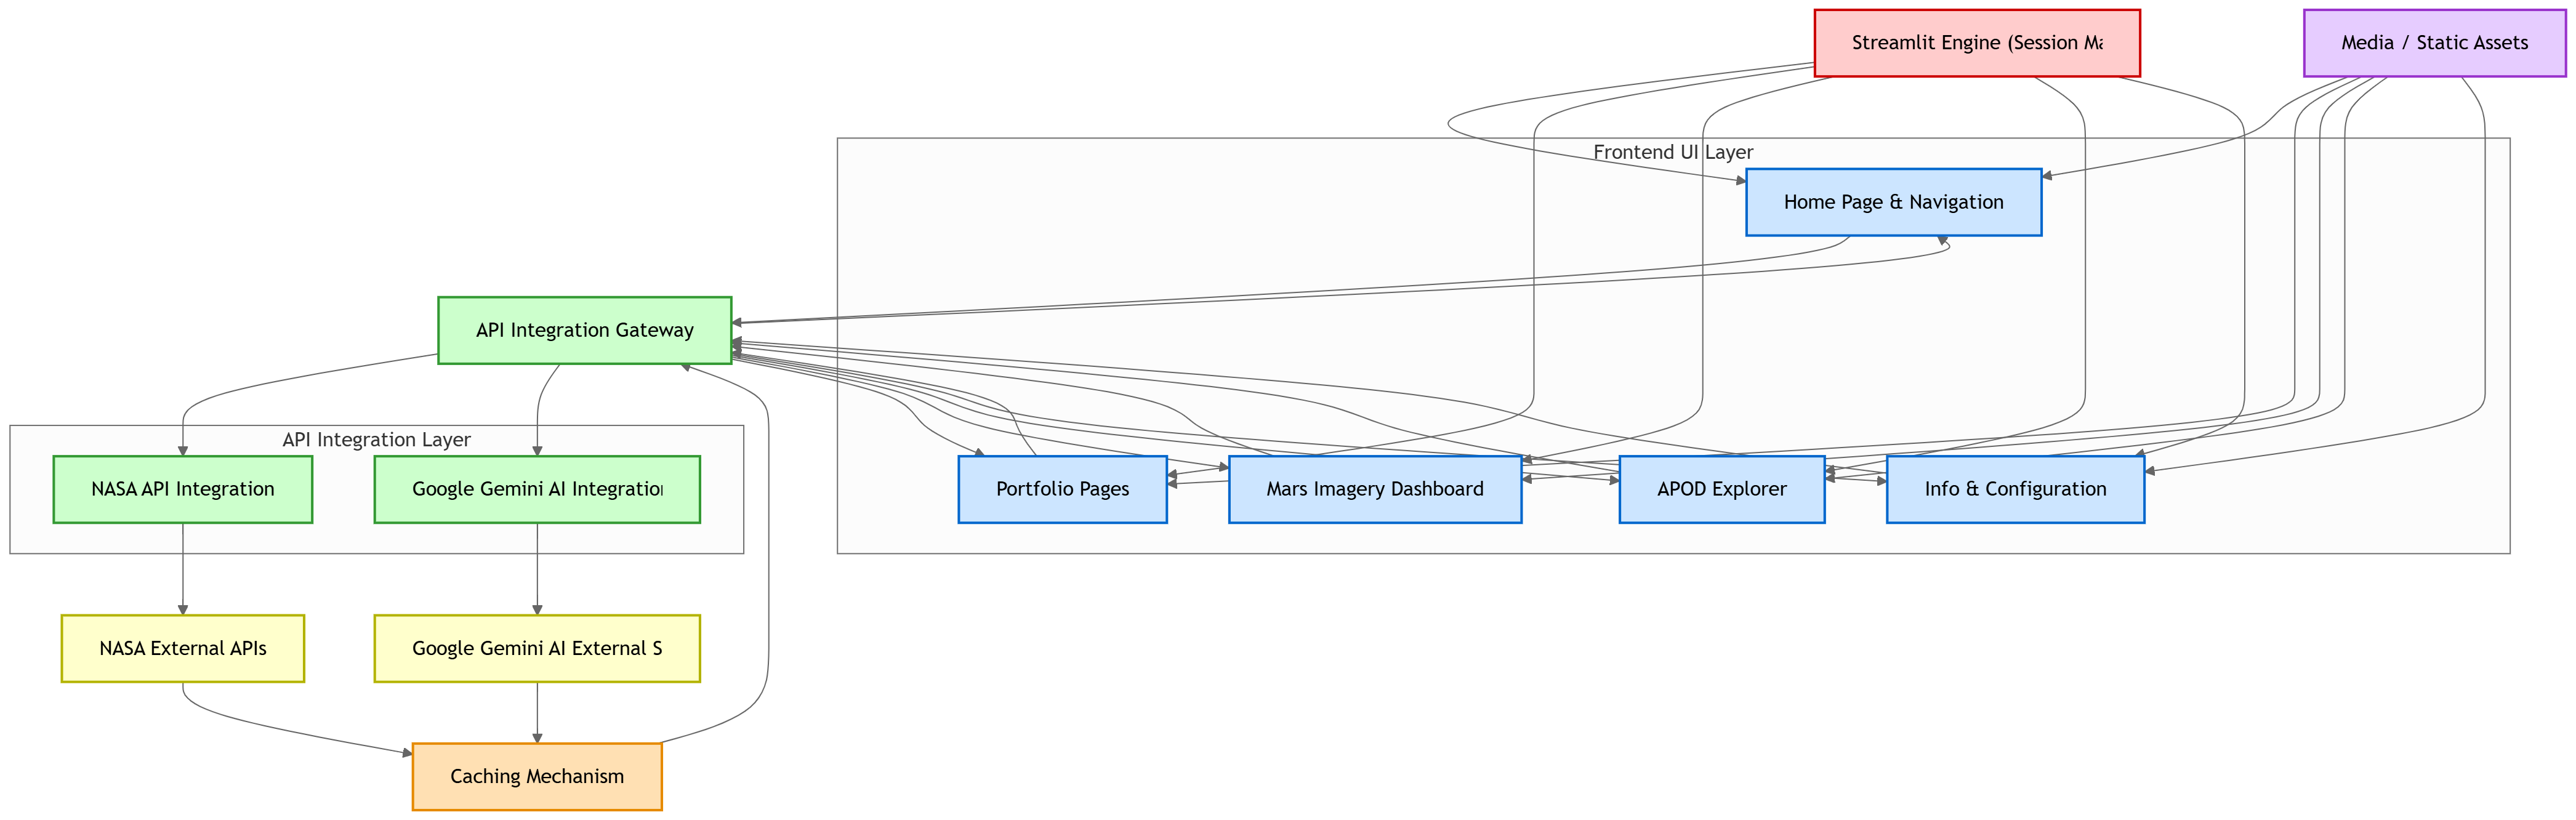 Streamlit Engine (Session Ma
Media / Static Assets
Frontend UI Layer
Home Page & Navigation
API Integration Gateway
API Integration Layer
NASA API Integration
Google Gemini AI Integration
Portfolio Pages
Mars Imagery Dashboard
APOD Explorer
Info & Configuration
NASA External APIs
Google Gemini AI External S
Caching Mechanism